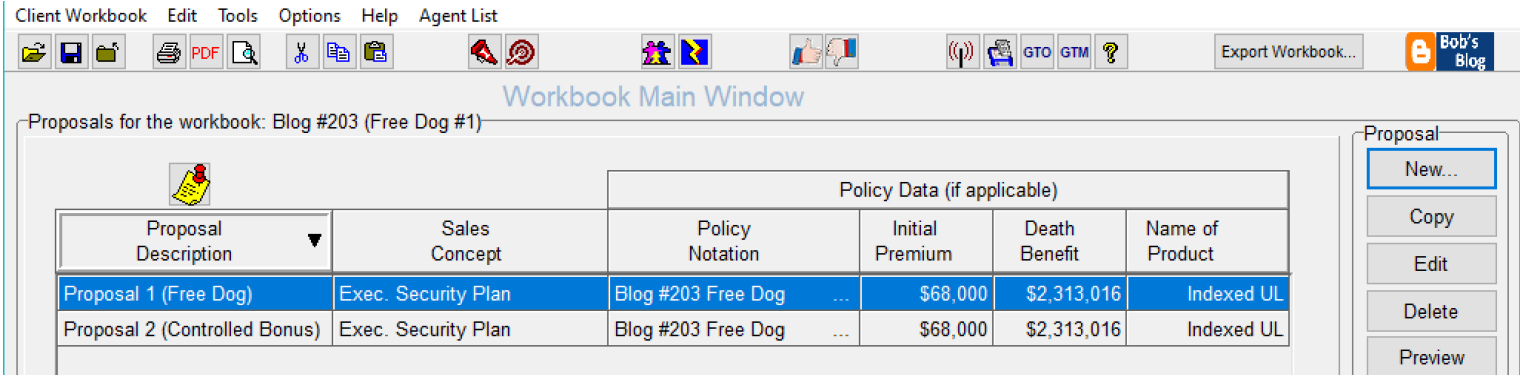 Client Workbook Edit Tools Options Help Agent List
PDF GTO GTM Export Workbook... Bob's
Blog
Workbook Main Window
Proposals for the workbook: Blog #203 (Free Dog #1)
Proposal
New...
Policy Data (if applicable)
Copy
Proposal Sales Policy Initial Death Name of
Description Concept Notation Premium Benefit Product
Edit
Proposal 1 (Free Dog) Exec. Security Plan Blog #203 Free Dog ... $68,000 $2,313,016 Indexed UL
Delete
Proposal 2 (Controlled Bonus) Exec. Security Plan Blog #203 Free Dog ... $68,000 $2,313,016 Indexed UL
Preview